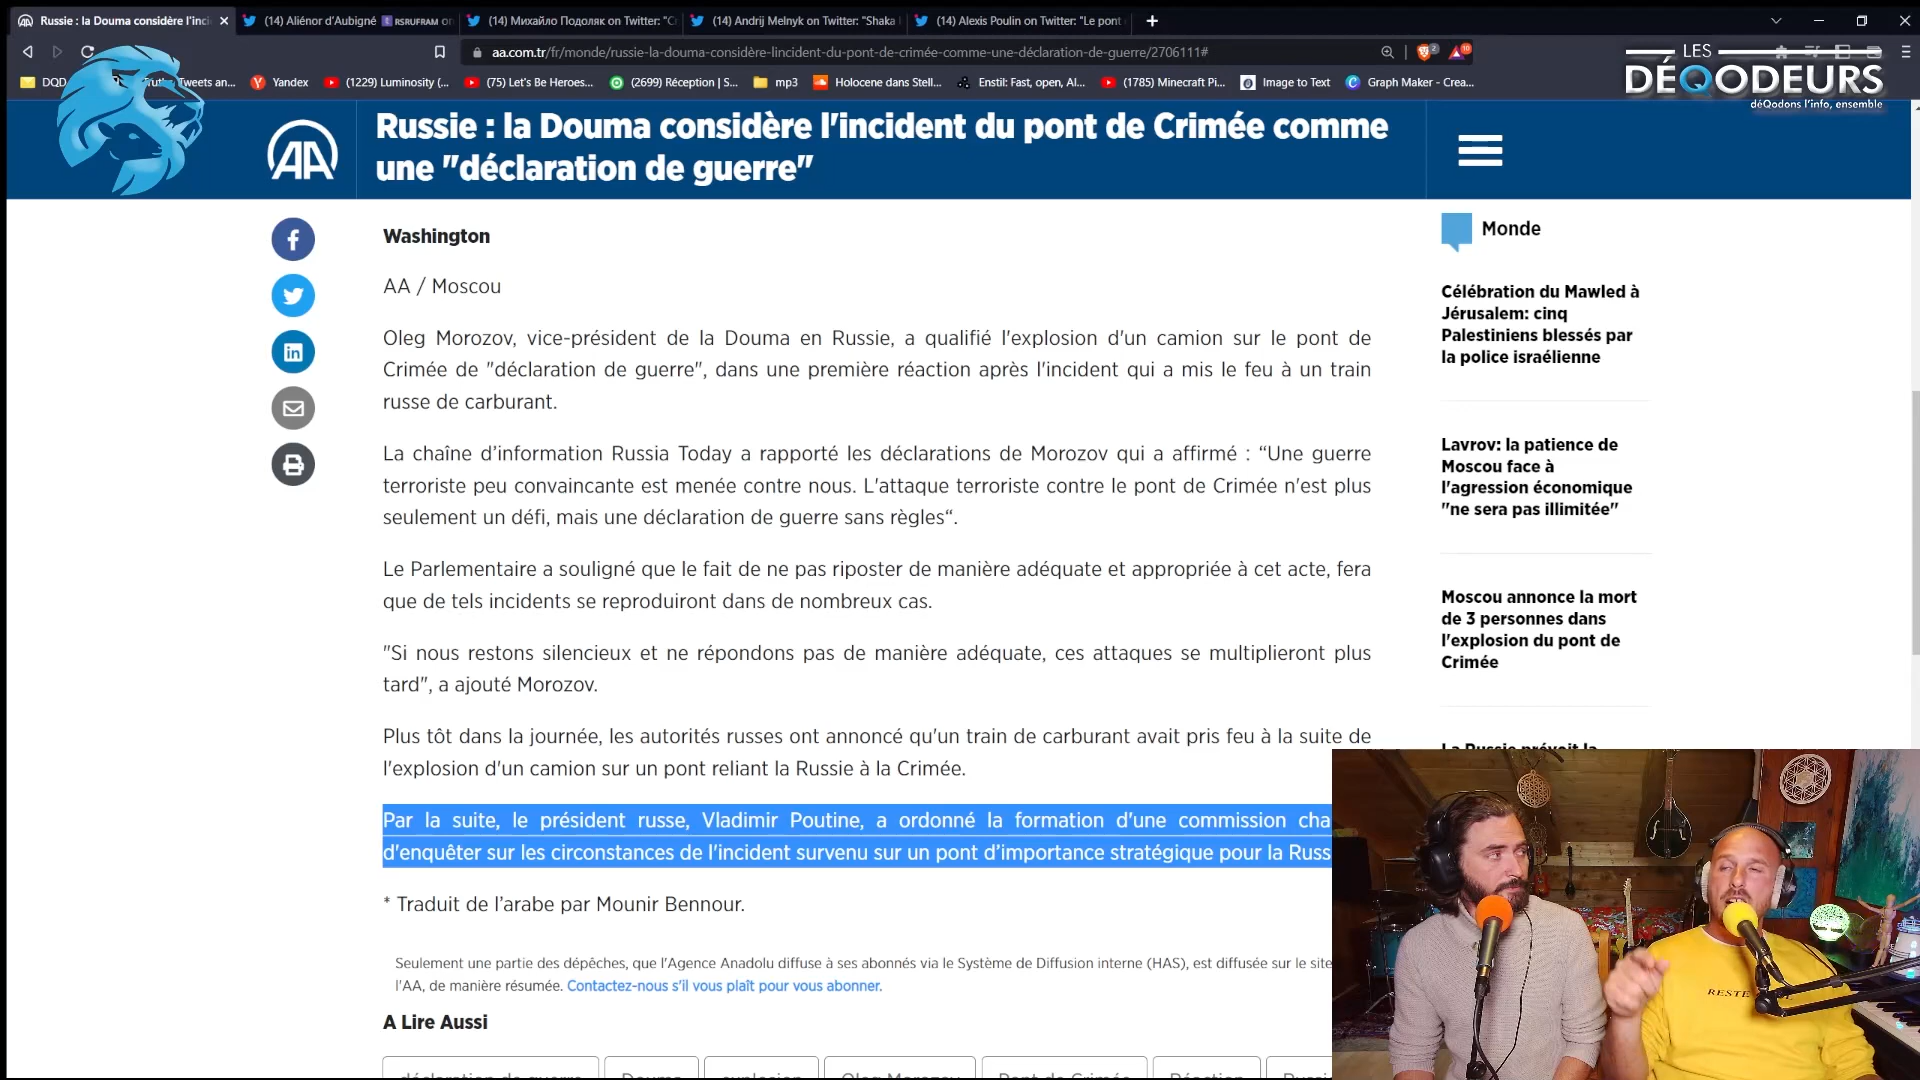 Russie : la Douma considère l'inci
(14) Aliénor d'Aubigné
RSRUFRAM
(14) Михайло Подоляк on Twitter: "C
(14) Andrij Melnyk on Twitter: "Shaka
(14) Alexis Poulin on Twitter: "Le pont
aa.com.tr/fr/monde/russie-la-douma-considère-lincident-du-pont-de-crimée-comme-une-déclaration-de-guerre/2706111#
DQD
Tweets an...
Yandex
(1229) Luminosity (...
(75) Let's Be Heroes...
(2699) Réception | S...
mp3
Holocene dans Stell...
Enstil: Fast, open, Al...
(1785) Minecraft Pi...
Image to Text
Graph Maker - Crea...
LES
DÉQODEURS
déQodons l'info, ensemble
AA
Russie : la Douma considère l'incident du pont de Crimée comme
une "déclaration de guerre"
Washington
AA / Moscou
Oleg Morozov, vice-président de la Douma en Russie, a qualifié l'explosion d'un camion sur le pont de
Crimée de "déclaration de guerre", dans une première réaction après l'incident qui a mis le feu à un train
russe de carburant.
La chaîne d’information Russia Today a rapporté les déclarations de Morozov qui a affirmé : “Une guerre
terroriste peu convaincante est menée contre nous. L'attaque terroriste contre le pont de Crimée n'est plus
seulement un défi, mais une déclaration de guerre sans règles“.
Le Parlementaire a souligné que le fait de ne pas riposter de manière adéquate et appropriée à cet acte, fera
que de tels incidents se reproduiront dans de nombreux cas.
"Si nous restons silencieux et ne répondons pas de manière adéquate, ces attaques se multiplieront plus
tard", a ajouté Morozov.
Plus tôt dans la journée, les autorités russes ont annoncé qu'un train de carburant avait pris feu à la suite de
l'explosion d'un camion sur un pont reliant la Russie à la Crimée.
Par la suite, le président russe, Vladimir Poutine, a ordonné la formation d'une commission cha
d'enquêter sur les circonstances de l'incident survenu sur un pont d’importance stratégique pour la Russ
* Traduit de l’arabe par Mounir Bennour.
Seulement une partie des dépêches, que l'Agence Anadolu diffuse à ses abonnés via le Système de Diffusion interne (HAS), est diffusée sur le site
l'AA, de manière résumée. Contactez-nous s'il vous plaît pour vous abonner.
A Lire Aussi
déclaration de guerre
Douma
explosion
Oleg Morozov
Pont de Crimée
Réaction
Russi
Monde
Célébration du Mawled à
Jérusalem: cinq
Palestiniens blessés par
la police israélienne
Lavrov: la patience de
Moscou face à
l'agression économique
"ne sera pas illimitée"
Moscou annonce la mort
de 3 personnes dans
l'explosion du pont de
Crimée
La Russie prévoit la
RESTE